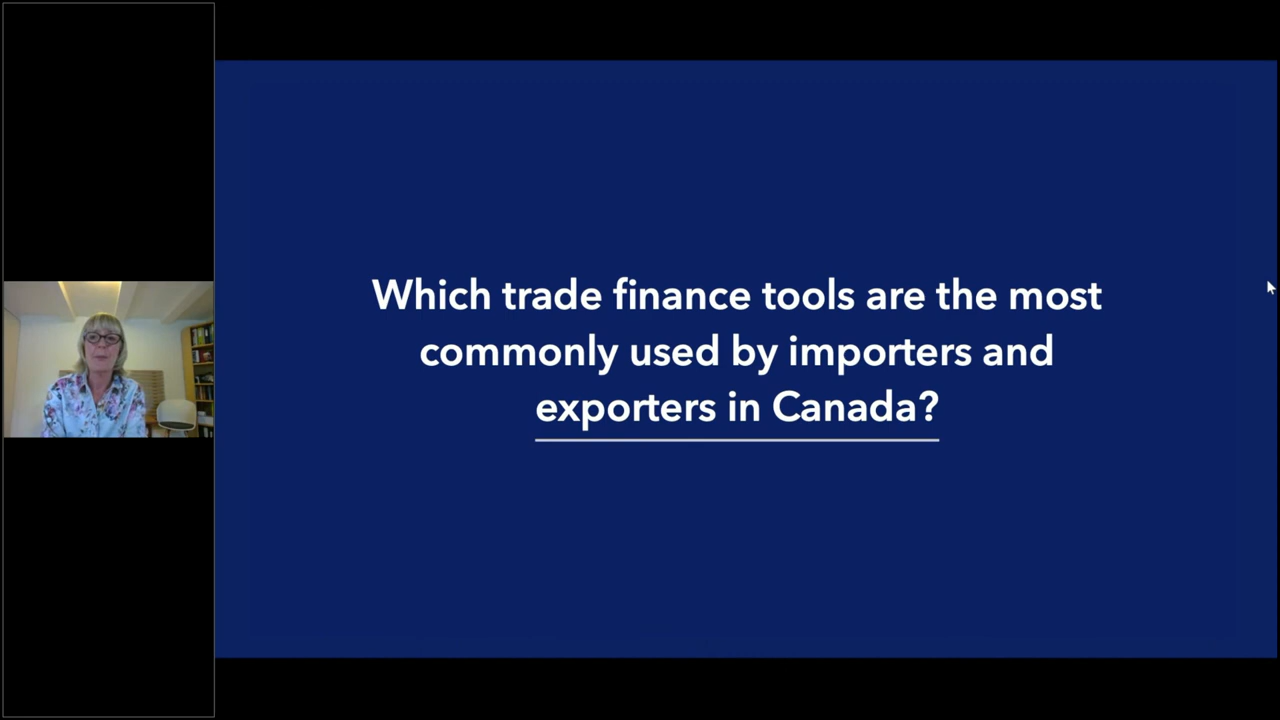 Which trade finance tools are the most
commonly used by importers and
exporters in Canada?